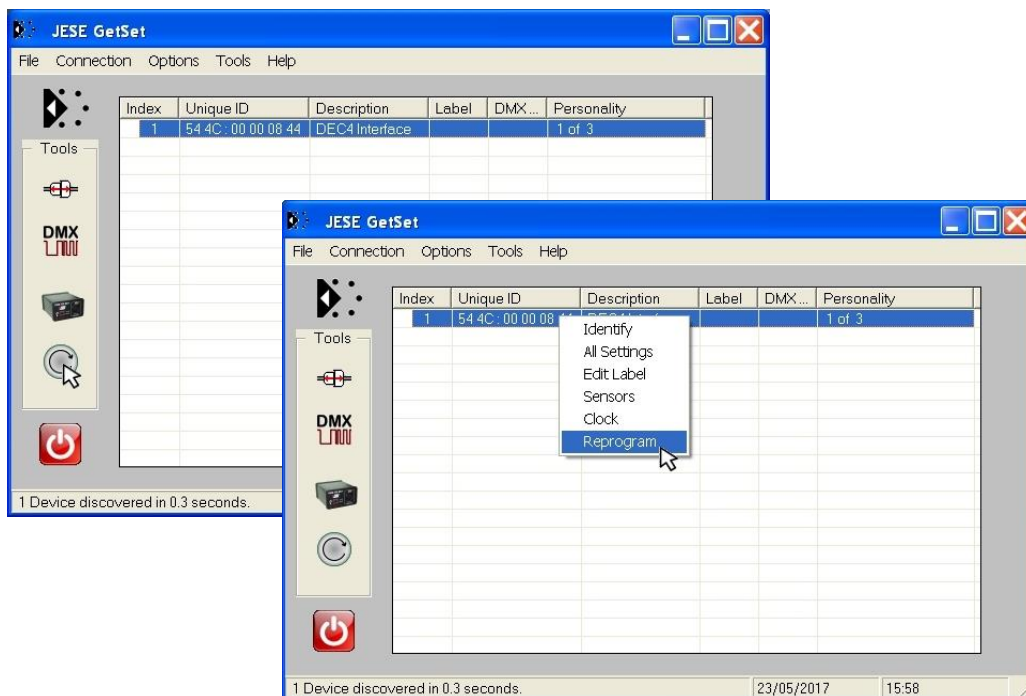 JESE GetSet
File Connection Options Tools Help
Index Unique ID Description Label DMX... Personality
1 54 4C : 00 00 08 44 DEC4 Interface 1 of 3
Tools
DMX
1 Device discovered in 0.3 seconds.
JESE GetSet
File Connection Options Tools Help
Index Unique ID Description Label DMX... Personality
1 54 4C : 00 00 08 1 of 3
Tools
Identify
All Settings
Edit Label
Sensors
Clock
Reprogram
DMX
1 Device discovered in 0.3 seconds. 23/05/2017 15:58